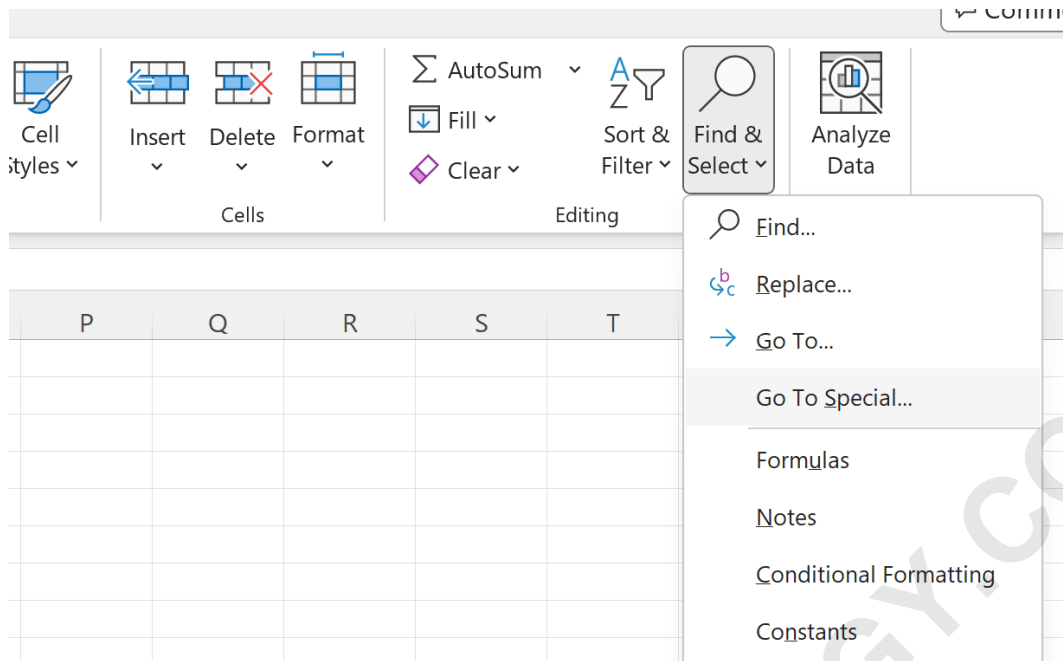 Cell
Styles
Insert
Delete
Format
Cells
AutoSum
Fill
Clear
Sort &
Filter
Find &
Select
Editing
Analyze
Data
Find...
Replace...
Go To...
Go To Special...
Formulas
Notes
Conditional Formatting
Constants
P Q R S T